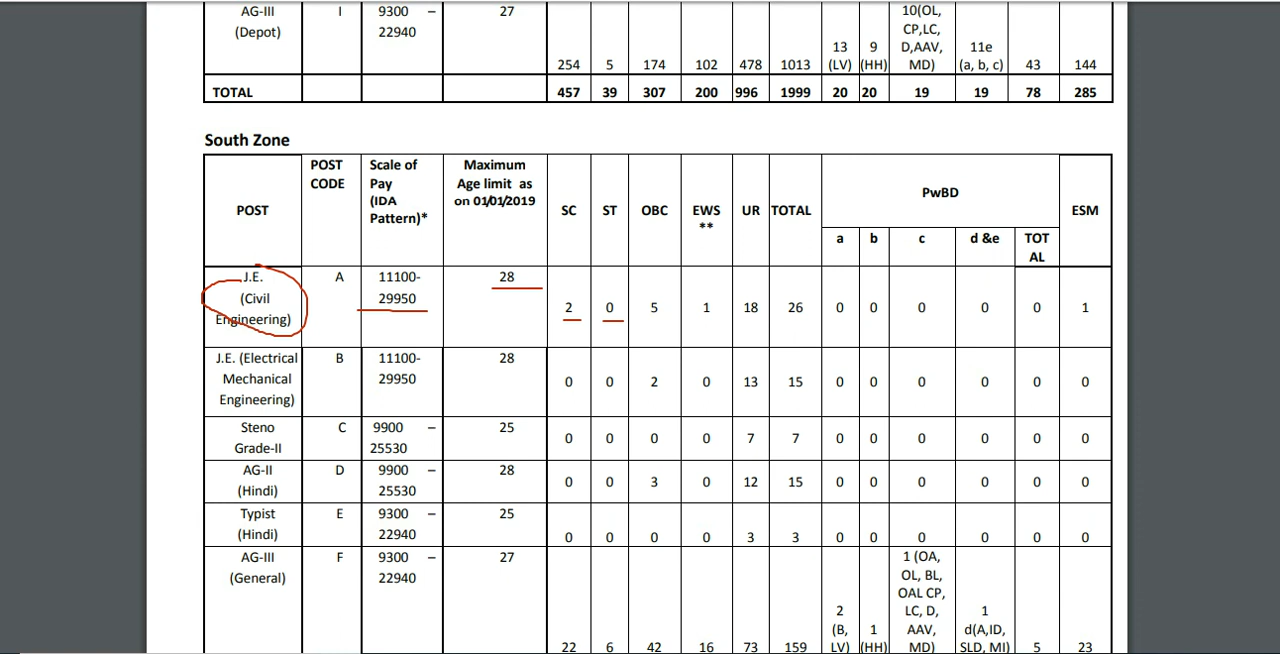 AG-III I 9300 – 27 10(OL,
(Depot) 22940 CP,LC,
13 9 D,AAV, 11e
(LV) (HH) MD) (a, b, c)
254 5 174 102 478 1013 43 144
TOTAL 457 39 307 200 996 1999 20 20 19 19 78 285
South Zone
POST POST CODE Scale of Pay (IDA Pattern)* Maximum Age limit as on 01/01/2019 SC ST OBC EWS ** UR TOTAL PwBD ESM
a b c d &e TOT AL
J.E. A 11100- 28
(Civil 29950 2 0 5 1 18 26 0 0 0 0 0 1
Engineering)
J.E. (Electrical B 11100- 28
Mechanical 29950 0 0 2 0 13 15 0 0 0 0 0 0
Engineering)
Steno C 9900 – 25
Grade-II 25530 0 0 0 0 7 7 0 0 0 0 0 0
AG-II D 9900 – 28
(Hindi) 25530 0 0 3 0 12 15 0 0 0 0 0 0
Typist E 9300 – 25
(Hindi) 22940 0 0 0 0 3 3 0 0 0 0 0 0
AG-III F 9300 – 27 1 (OA,
(General) 22940 OL, BL,
OAL CP,
2 LC, D, 1
(B, 1 AAV, d(A,ID,
22 6 42 16 73 159 LV) (HH) MD) SLD, MI) 5 23